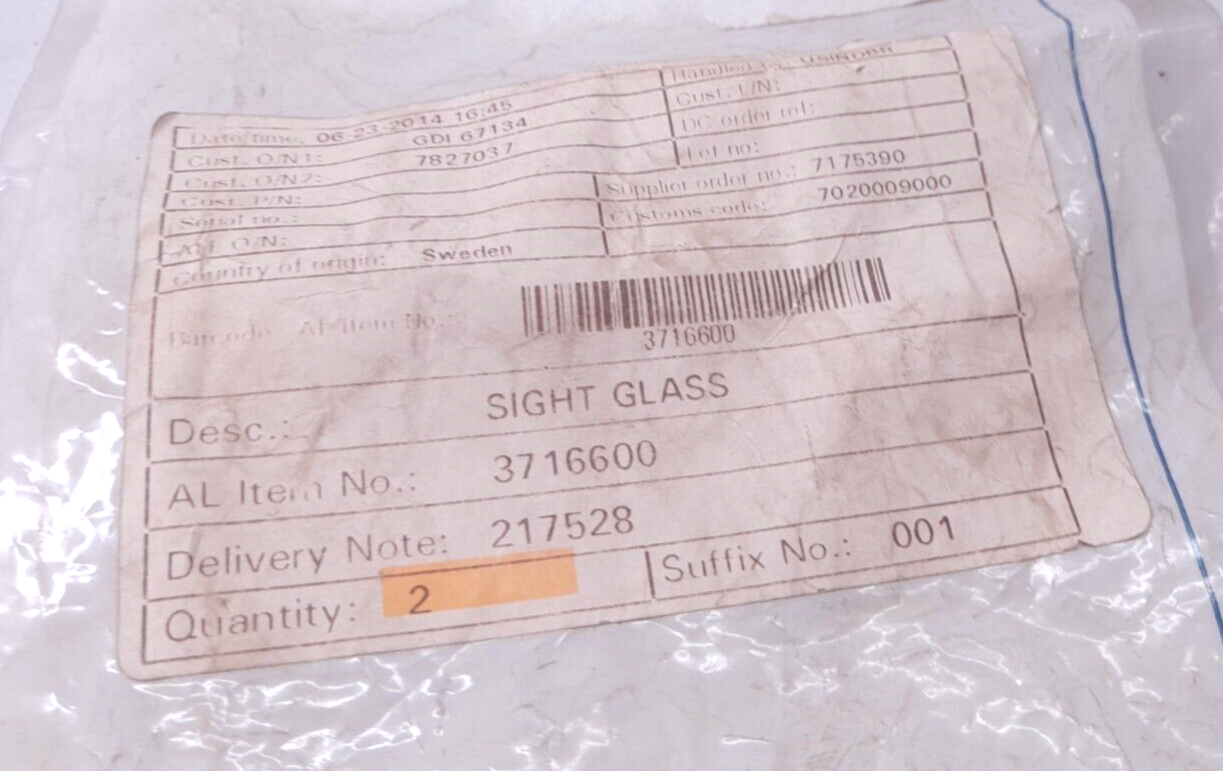 Date/time: 06-23-2014 16:45
Cust. O/N1: GDI 67134
Cust. O/N2: 7827037
Cust. P/N:
Serial no.:
O/N:
Country of origin: Sweden
Handled by:
Cust. L/N:
DC order ref:
Lot no:
Supplier order no.: 7175390
Customs code: 7020009000
Barcode AL Item No.
3716600
Desc.: SIGHT GLASS
AL Item No.: 3716600
Delivery Note: 217528
Quantity: 2
Suffix No.: 001